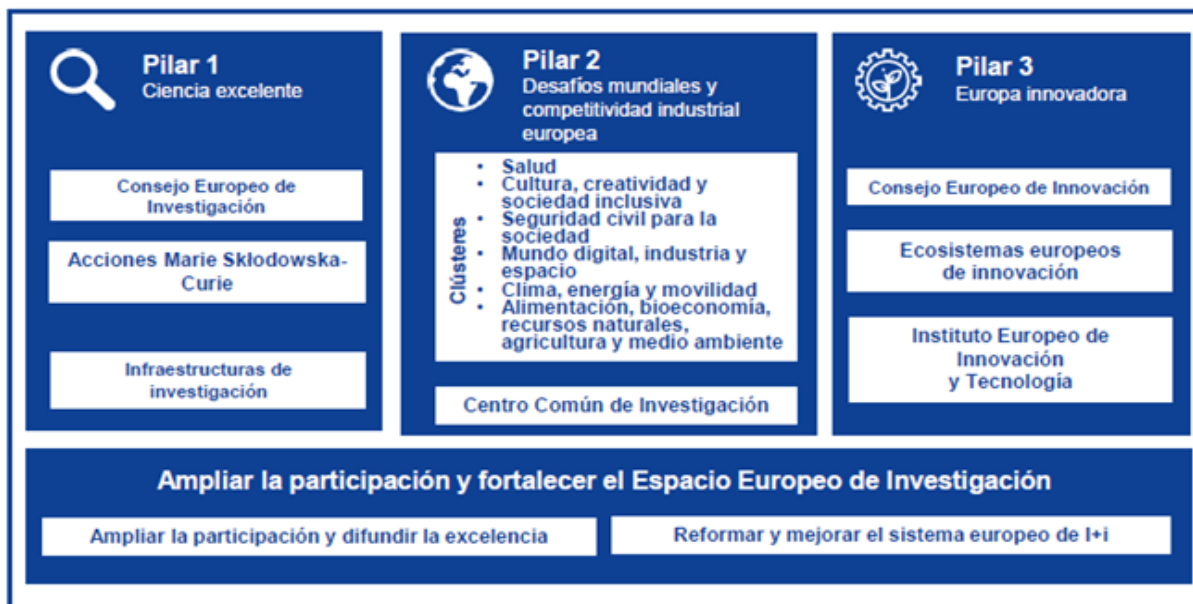 Pilar 1
Ciencia excelente
Consejo Europeo de
Investigación
Acciones Marie Skłodowska-
Curie
Infraestructuras de
investigación
Pilar 2
Desafíos mundiales y
competitividad industrial
europea
Clústeres
• Salud
• Cultura, creatividad y
sociedad inclusiva
• Seguridad civil para la
sociedad
• Mundo digital, industria y
espacio
• Clima, energía y movilidad
• Alimentación, bioeconomía,
recursos naturales,
agricultura y medio ambiente
Centro Común de Investigación
Pilar 3
Europa innovadora
Consejo Europeo de Innovación
Ecosistemas europeos
de innovación
Instituto Europeo de
Innovación
y Tecnología
Ampliar la participación y fortalecer el Espacio Europeo de Investigación
Ampliar la participación y difundir la excelencia
Reformar y mejorar el sistema europeo de I+i